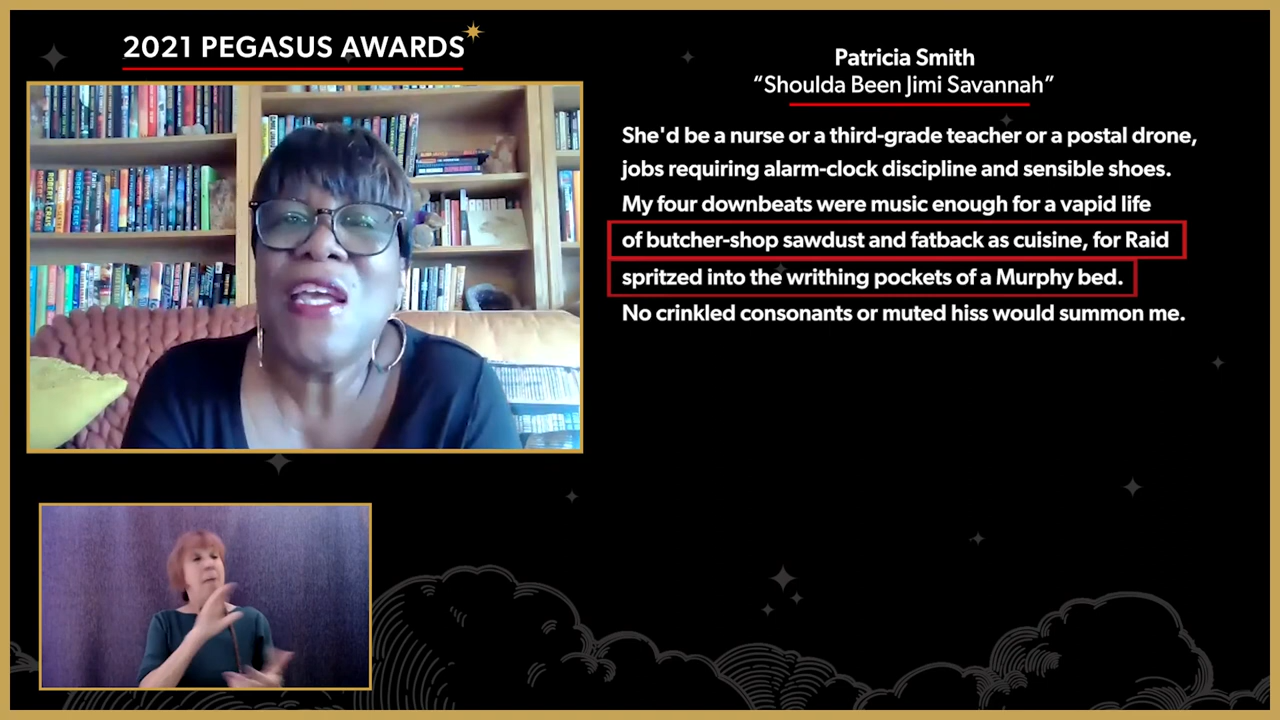 2021 PEGASUS AWARDS
Patricia Smith
“Shoulda Been Jimi Savannah”
She'd be a nurse or a third-grade teacher or a postal drone,
jobs requiring alarm-clock discipline and sensible shoes.
My four downbeats were music enough for a vapid life
of butcher-shop sawdust and fatback as cuisine, for Raid
spritzed into the writhing pockets of a Murphy bed.
No crinkled consonants or muted hiss would summon me.